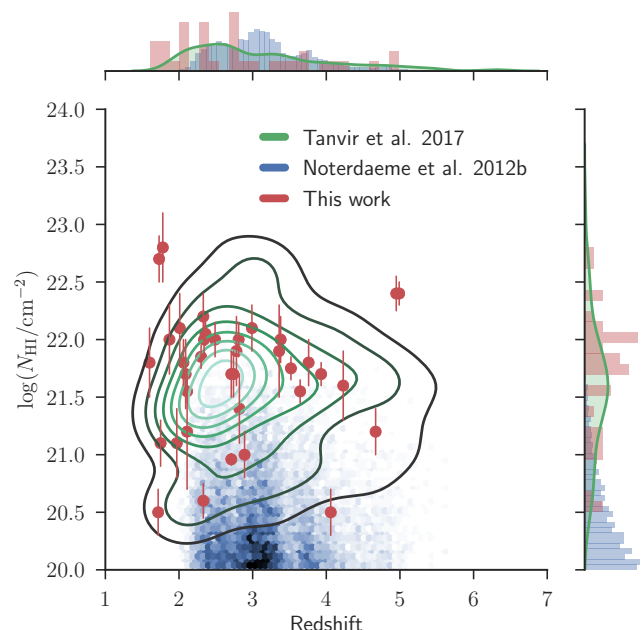 24.0
23.5
23.0
22.5
22.0
21.5
21.0
20.5
20.0
log(N_HI/cm⁻²)
Tanvir et al. 2017
Noterdaeme et al. 2012b
This work
1 2 3 4 5 6 7
Redshift